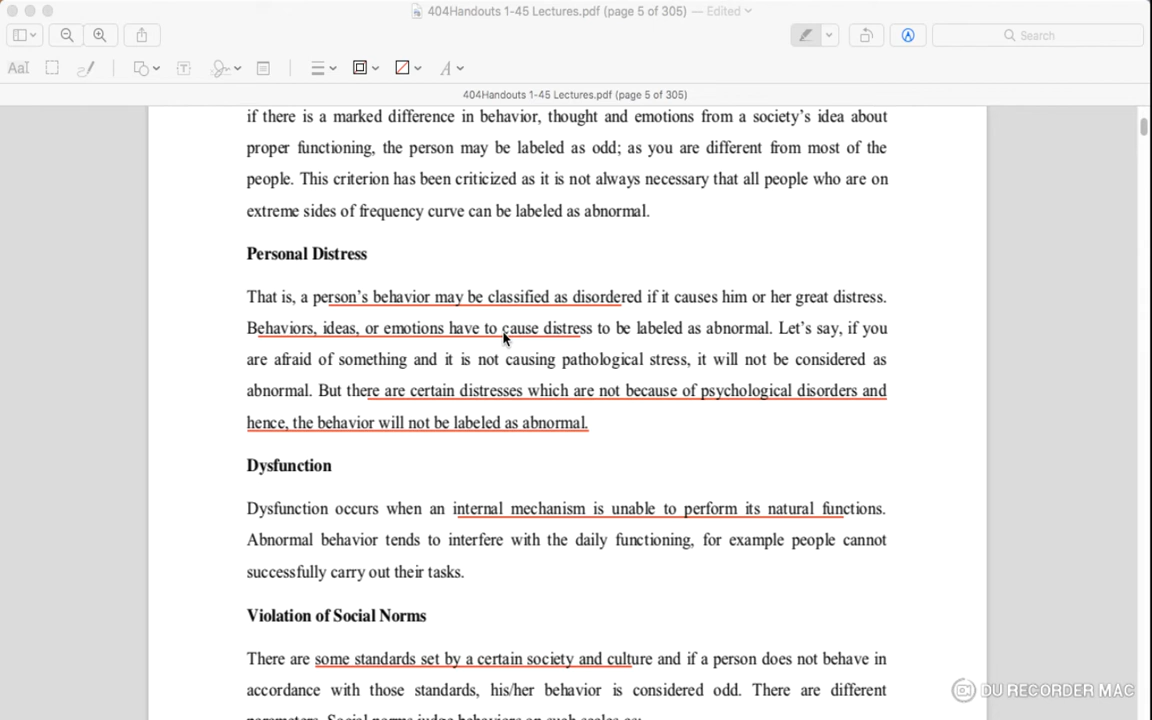 404Handouts 1-45 Lectures.pdf (page 5 of 305) — Edited
Search
AaI
T
A
404Handouts 1-45 Lectures.pdf (page 5 of 305)
if there is a marked difference in behavior, thought and emotions from a society's idea about
proper functioning, the person may be labeled as odd; as you are different from most of the
people. This criterion has been criticized as it is not always necessary that all people who are on
extreme sides of frequency curve can be labeled as abnormal.
Personal Distress
That is, a person's behavior may be classified as disordered if it causes him or her great distress.
Behaviors, ideas, or emotions have to cause distress to be labeled as abnormal. Let's say, if you
are afraid of something and it is not causing pathological stress, it will not be considered as
abnormal. But there are certain distresses which are not because of psychological disorders and
hence, the behavior will not be labeled as abnormal.
Dysfunction
Dysfunction occurs when an internal mechanism is unable to perform its natural functions.
Abnormal behavior tends to interfere with the daily functioning, for example people cannot
successfully carry out their tasks.
Violation of Social Norms
There are some standards set by a certain society and culture and if a person does not behave in
accordance with those standards, his/her behavior is considered odd. There are different
parameters. Social norms judge behaviors on such scales as:
DU RECORDER MAC